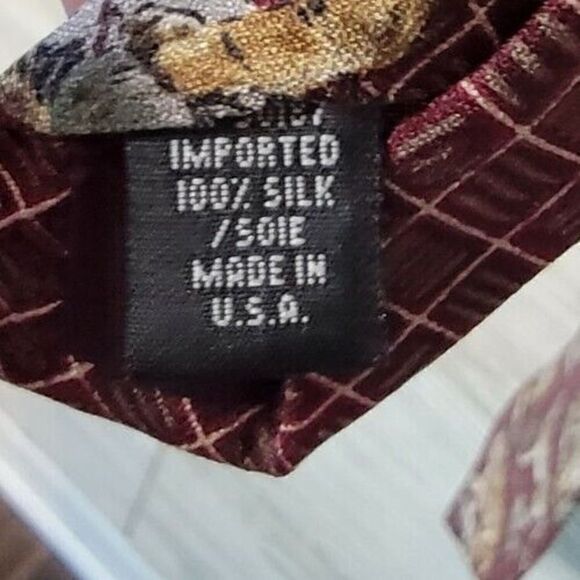 IMPORTED
100% SILK
/SOIE
MADE IN
U.S.A.